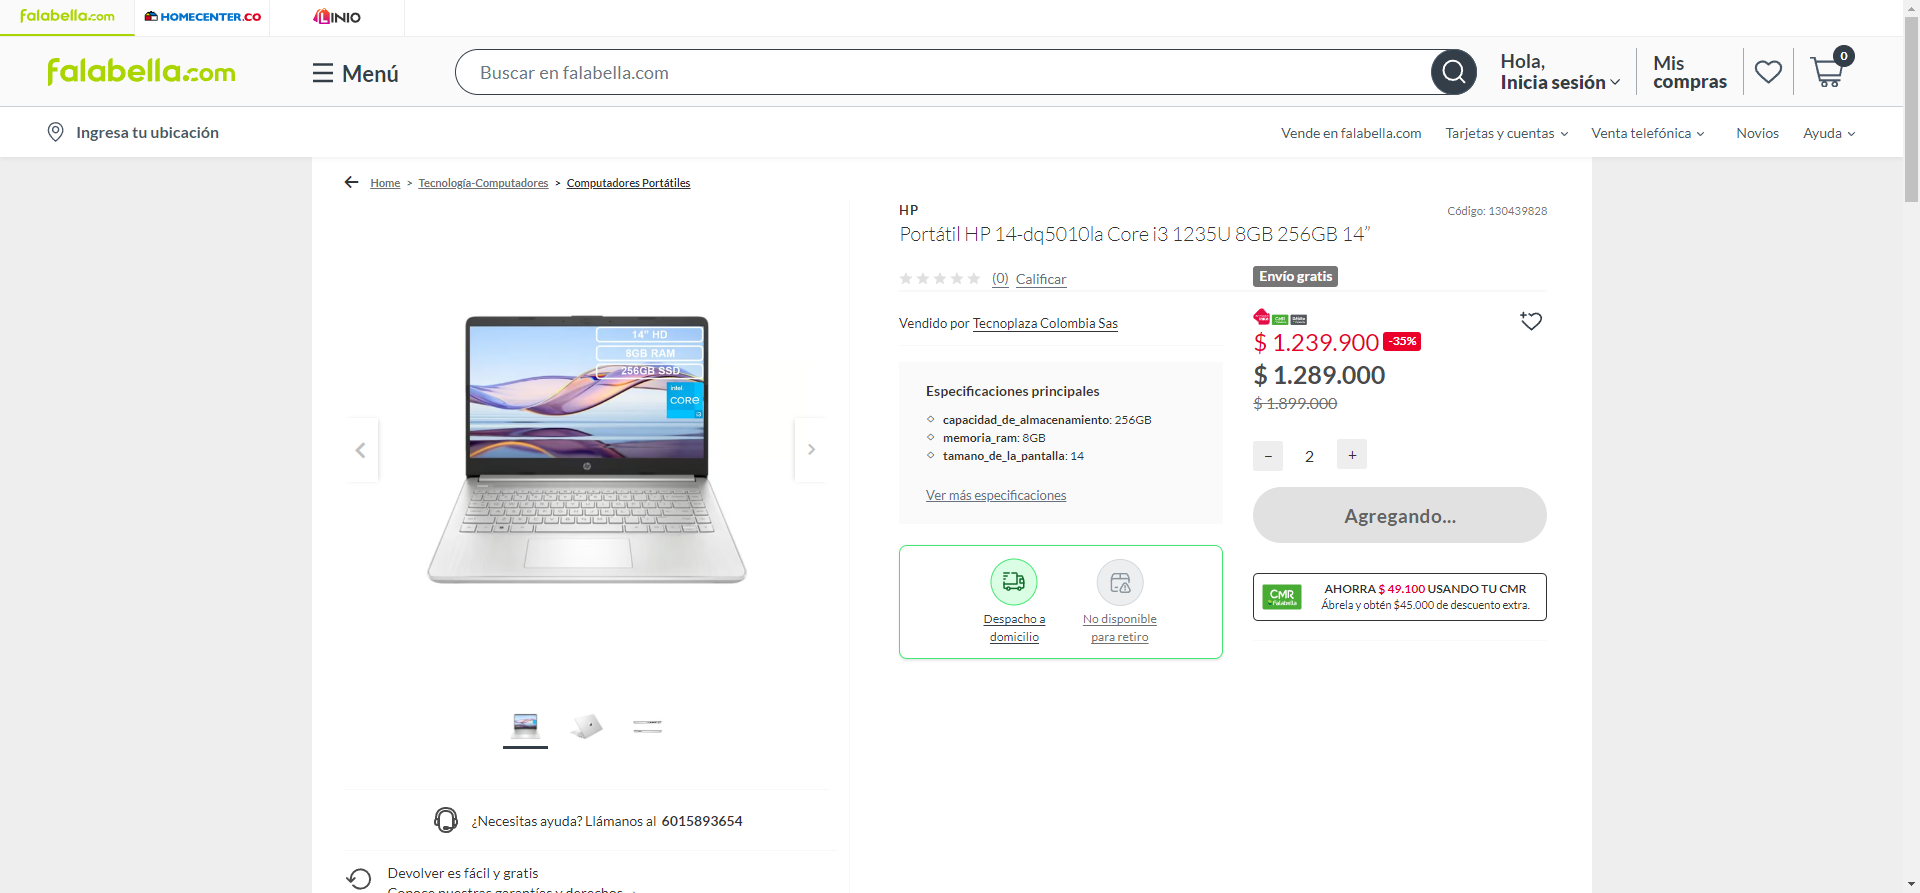 falabella.com
HOMECENTER.CO
LINIO
falabella.com
Menú
Buscar en falabella.com
Hola,
Inicia sesión
Mis
compras
0
Ingresa tu ubicación
Vende en falabella.com
Tarjetas y cuentas
Venta telefónica
Novios
Ayuda
Home > Tecnología-Computadores > Computadores Portátiles
HP
Código: 130439828
Portátil HP 14-dq5010la Core i3 1235U 8GB 256GB 14”
(0) Calificar
Envío gratis
Vendido por Tecnoplaza Colombia Sas
14" HD
8GB RAM
256GB SSD
intel
CORE
i3
hp
$ 1.239.900 -35%
$ 1.289.000
$ 1.899.000
Especificaciones principales
capacidad_de_almacenamiento: 256GB
memoria_ram: 8GB
tamano_de_la_pantalla: 14
Ver más especificaciones
− 2 +
Agregando...
Despacho a
domicilio
No disponible
para retiro
CMR
Falabella
AHORRA $ 49.100 USANDO TU CMR
Ábrela y obtén $45.000 de descuento extra.
¿Necesitas ayuda? Llámanos al 6015893654
Devolver es fácil y gratis
Conoce nuestras garantías y derechos